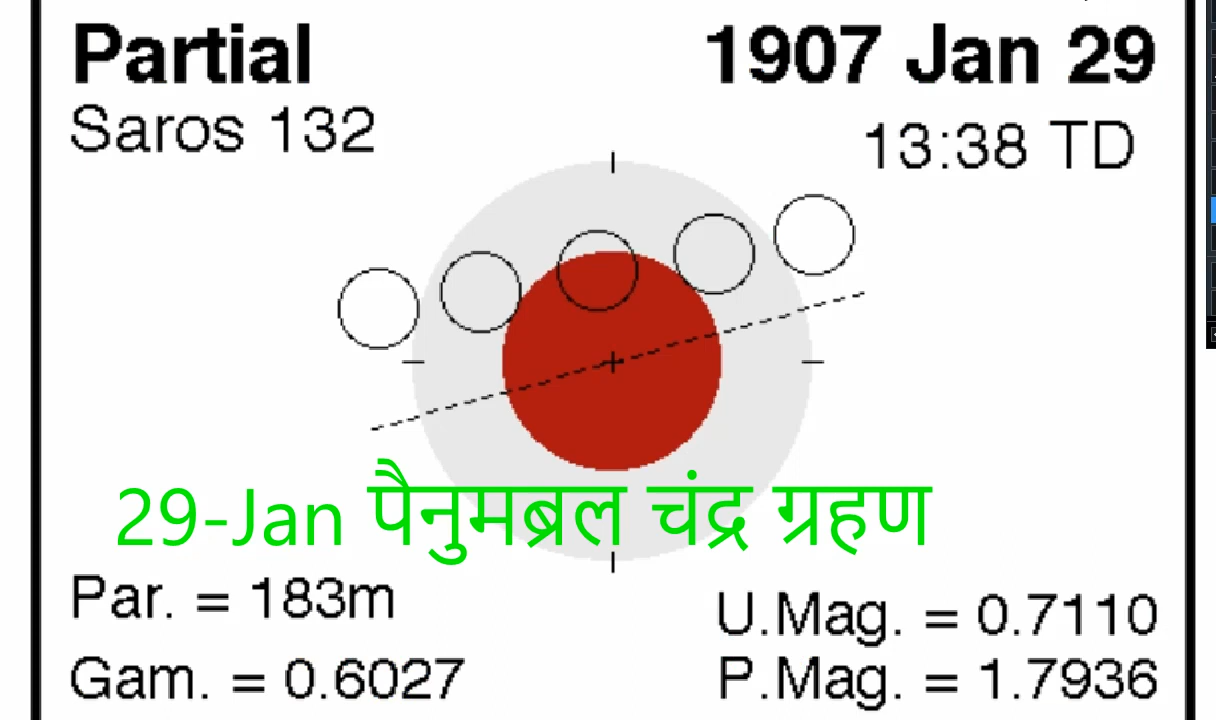 Partial 1907 Jan 29
Saros 132 13:38 TD
29-Jan पैनुमब्रल चंद्र ग्रहण
Par. = 183m U.Mag. = 0.7110
Gam. = 0.6027 P.Mag. = 1.7936